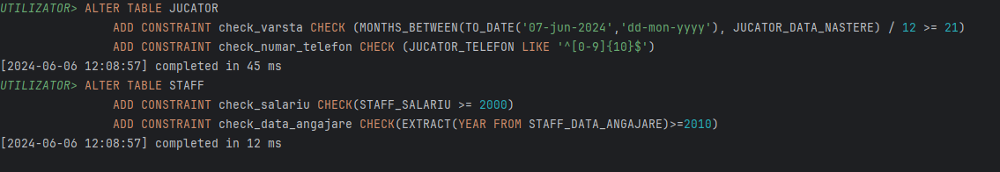 UTILIZATOR> ALTER TABLE JUCATOR
ADD CONSTRAINT check_varsta CHECK (MONTHS_BETWEEN(TO_DATE('07-jun-2024','dd-mon-yyyy'), JUCATOR_DATA_NASTERE) / 12 >= 21)
ADD CONSTRAINT check_numar_telefon CHECK (JUCATOR_TELEFON LIKE '^[0-9]{10}$')
[2024-06-06 12:08:57] completed in 45 ms
UTILIZATOR> ALTER TABLE STAFF
ADD CONSTRAINT check_salariu CHECK(STAFF_SALARIU >= 2000)
ADD CONSTRAINT check_data_angajare CHECK(EXTRACT(YEAR FROM STAFF_DATA_ANGAJARE)>=2010)
[2024-06-06 12:08:57] completed in 12 ms